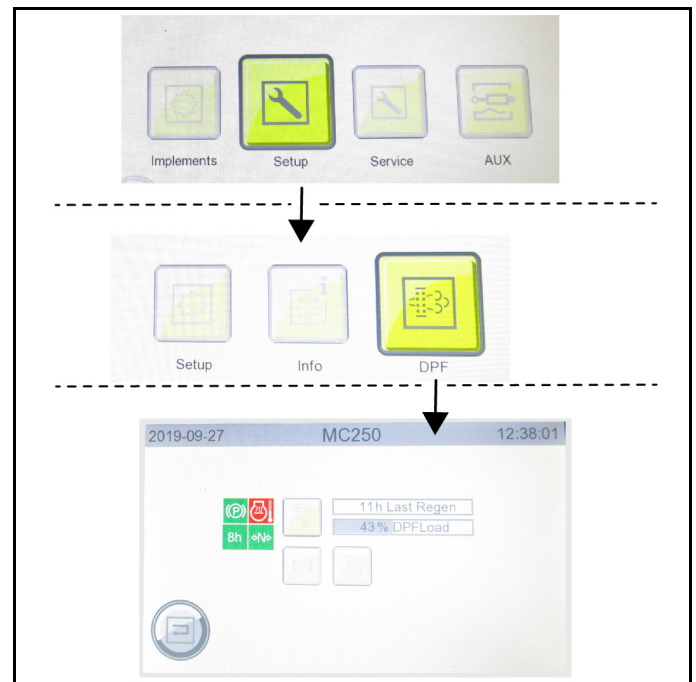 Implements Setup Service AUX
Setup Info DPF
2019-09-27 MC250 12:38:01
(P)
11h Last Regen
43% DPFLoad
8h N